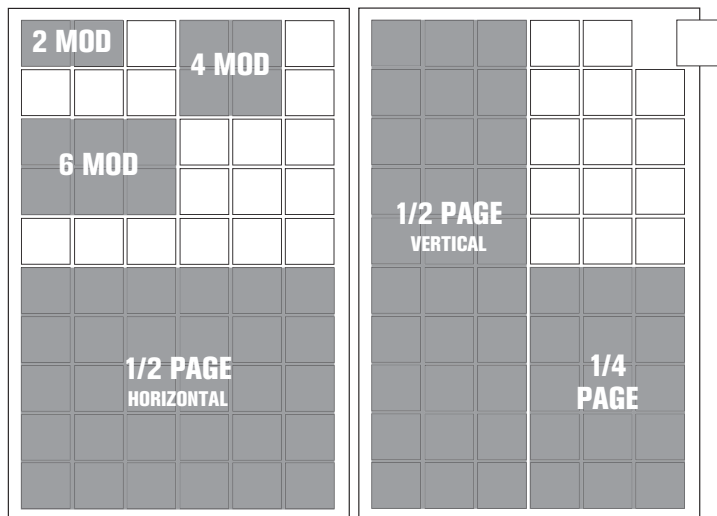 2 MOD
4 MOD
6 MOD
1/2 PAGE
HORIZONTAL
1/2 PAGE
VERTICAL
1/4
PAGE